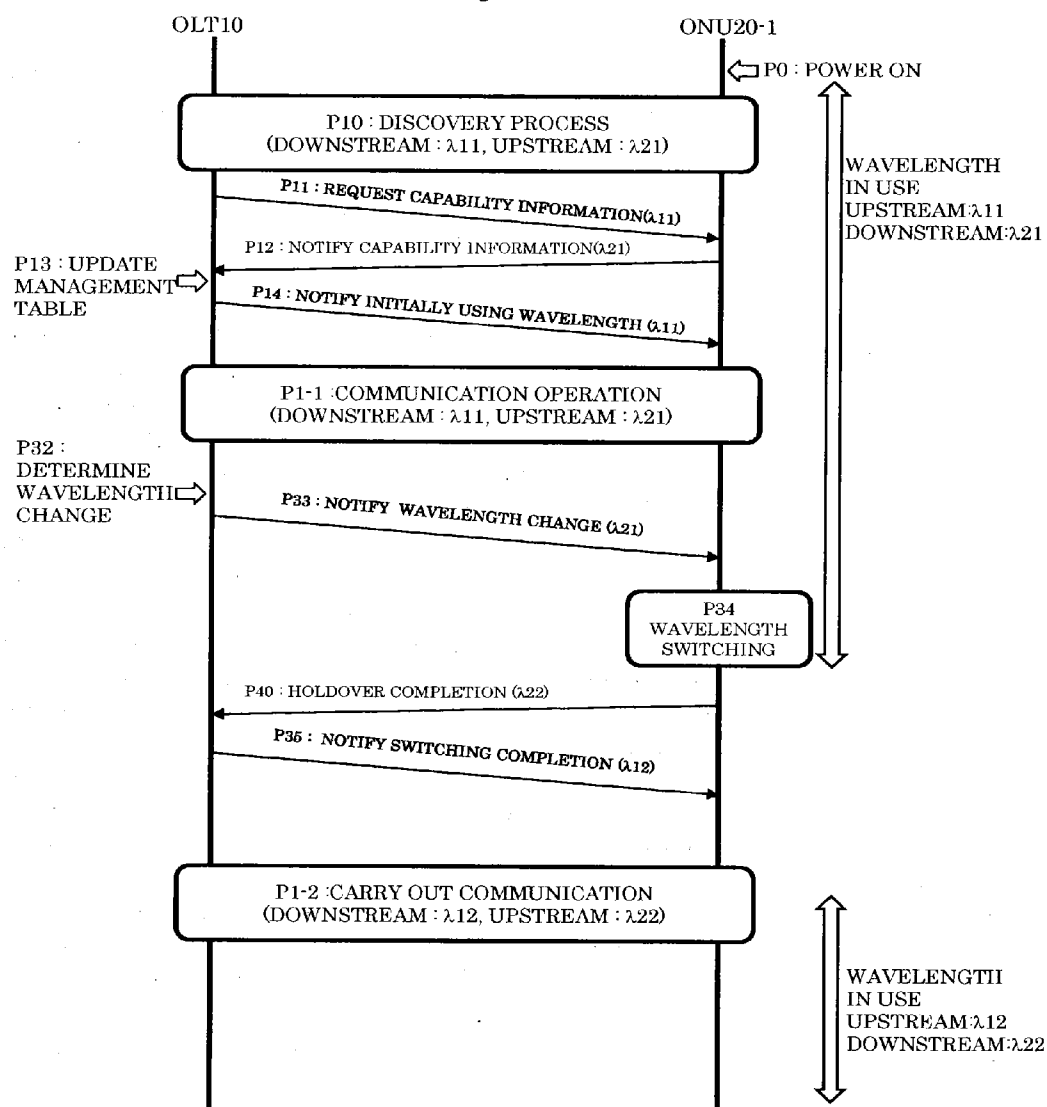 OLT10
ONU20-1
P0 : POWER ON
P10 : DISCOVERY PROCESS
(DOWNSTREAM : λ11, UPSTREAM : λ21)
WAVELENGTH
IN USE
UPSTREAM:λ11
DOWNSTREAM:λ21
P11 : REQUEST CAPABILITY INFORMATION(λ11)
P12 : NOTIFY CAPABILITY INFORMATION(λ21)
P13 : UPDATE
MANAGEMENT
TABLE
P14 : NOTIFY INITIALLY USING WAVELENGTH (λ11)
P1-1 :COMMUNICATION OPERATION
(DOWNSTREAM : λ11, UPSTREAM : λ21)
P32 :
DETERMINE
WAVELENGTH
CHANGE
P33 : NOTIFY WAVELENGTH CHANGE (λ21)
P34
WAVELENGTH
SWITCHING
P40 : HOLDOVER COMPLETION (λ22)
P35 : NOTIFY SWITCHING COMPLETION (λ12)
P1-2 :CARRY OUT COMMUNICATION
(DOWNSTREAM : λ12, UPSTREAM : λ22)
WAVELENGTH
IN USE
UPSTREAM:λ12
DOWNSTREAM:λ22